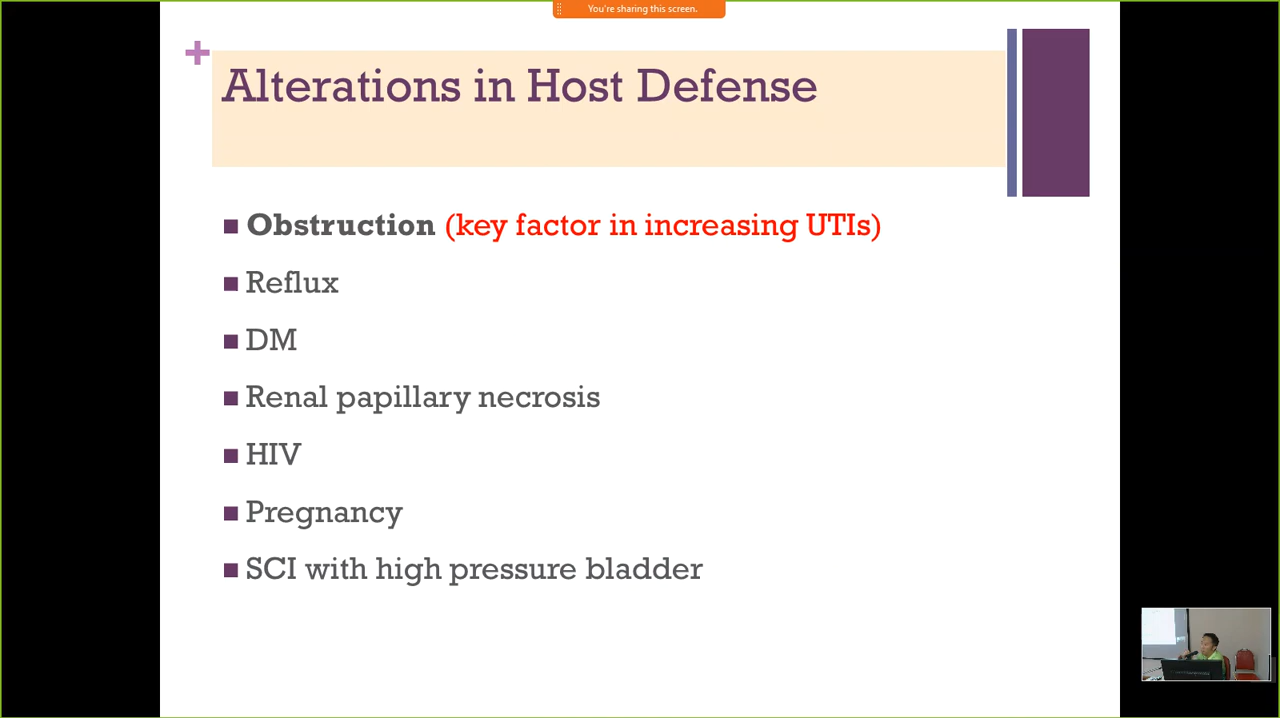 You're sharing this screen.
+
Alterations in Host Defense
Obstruction (key factor in increasing UTIs)
Reflux
DM
Renal papillary necrosis
HIV
Pregnancy
SCI with high pressure bladder